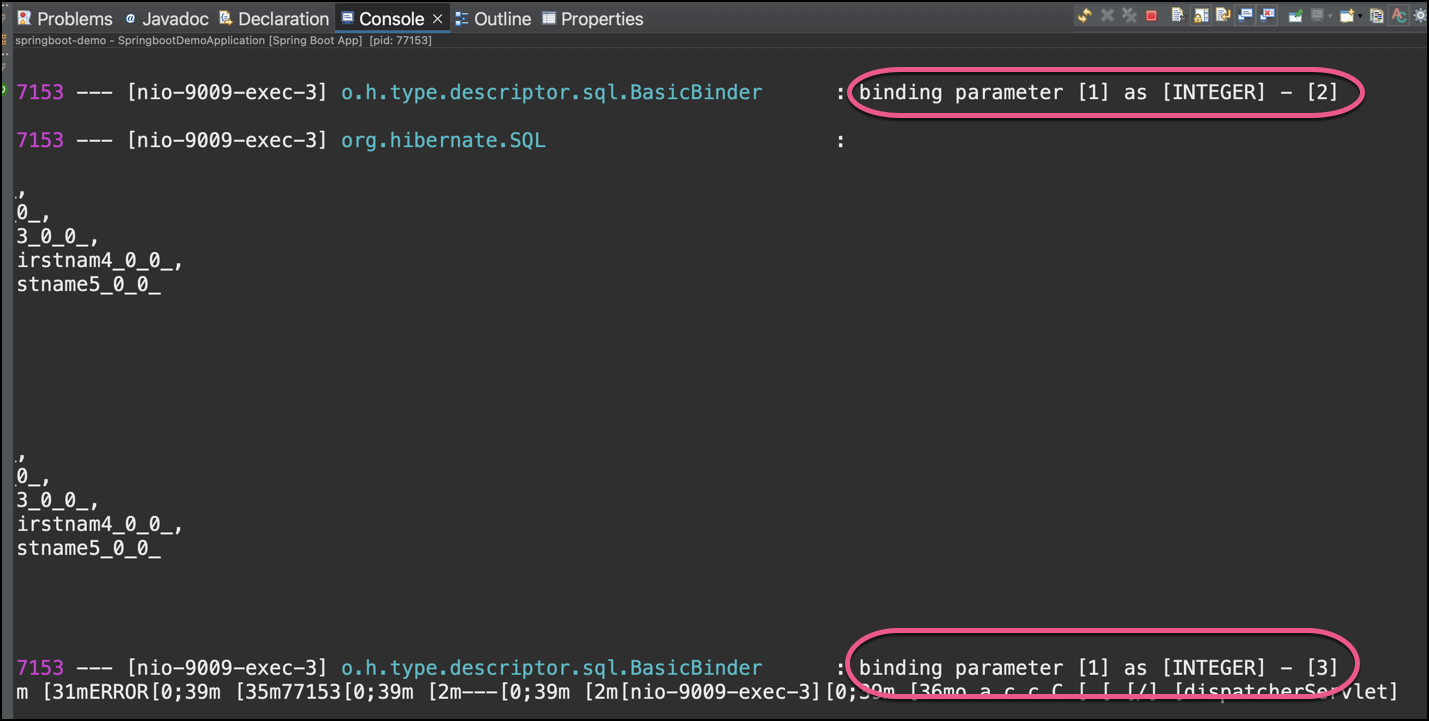 Problems @ Javadoc Declaration Console × Outline Properties
springboot-demo - SpringbootDemoApplication [Spring Boot App] [pid: 77153]
7153 --- [nio-9009-exec-3] o.h.type.descriptor.sql.BasicBinder : binding parameter [1] as [INTEGER] - [2]
7153 --- [nio-9009-exec-3] org.hibernate.SQL :
_,
0_,
3_0_0_,
irstnam4_0_0_,
stname5_0_0_
_,
0_,
3_0_0_,
irstnam4_0_0_,
stname5_0_0_
7153 --- [nio-9009-exec-3] o.h.type.descriptor.sql.BasicBinder : binding parameter [1] as [INTEGER] - [3]
m [31mERROR[0;39m [35m77153[0;39m [2m---[0;39m [2m[nio-9009-exec-3][0;39m [36mo.a.c.c.C.[.[.[/].[dispatcherServlet]